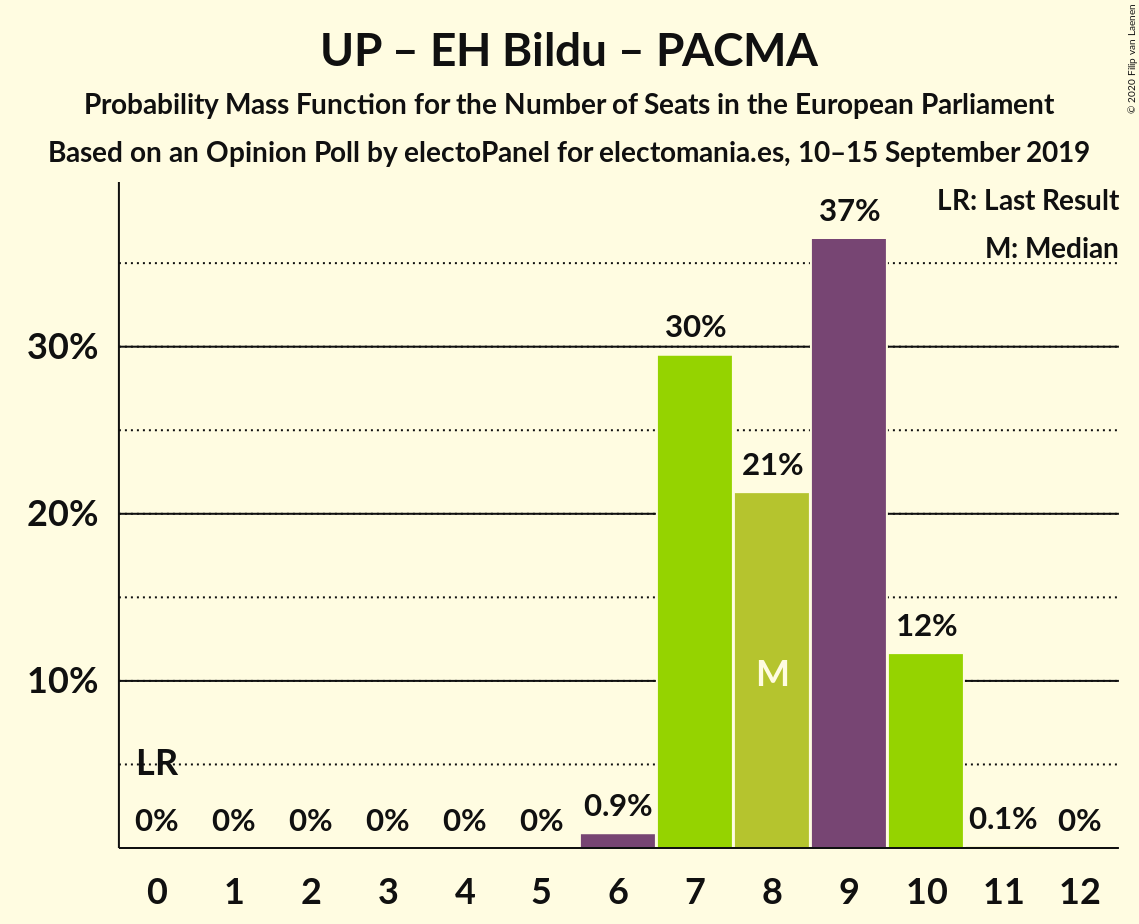 UP – EH Bildu – PACMA
Probability Mass Function for the Number of Seats in the European Parliament
Based on an Opinion Poll by electoPanel for electomania.es, 10–15 September 2019
© 2020 Filip van Laenen
LR: Last Result
M: Median
37%
30%
30%
21%
20%
12%
10%
M
LR
0% 0% 0% 0% 0% 0% 0.9% 0.1% 0%
0 1 2 3 4 5 6 7 8 9 10 11 12